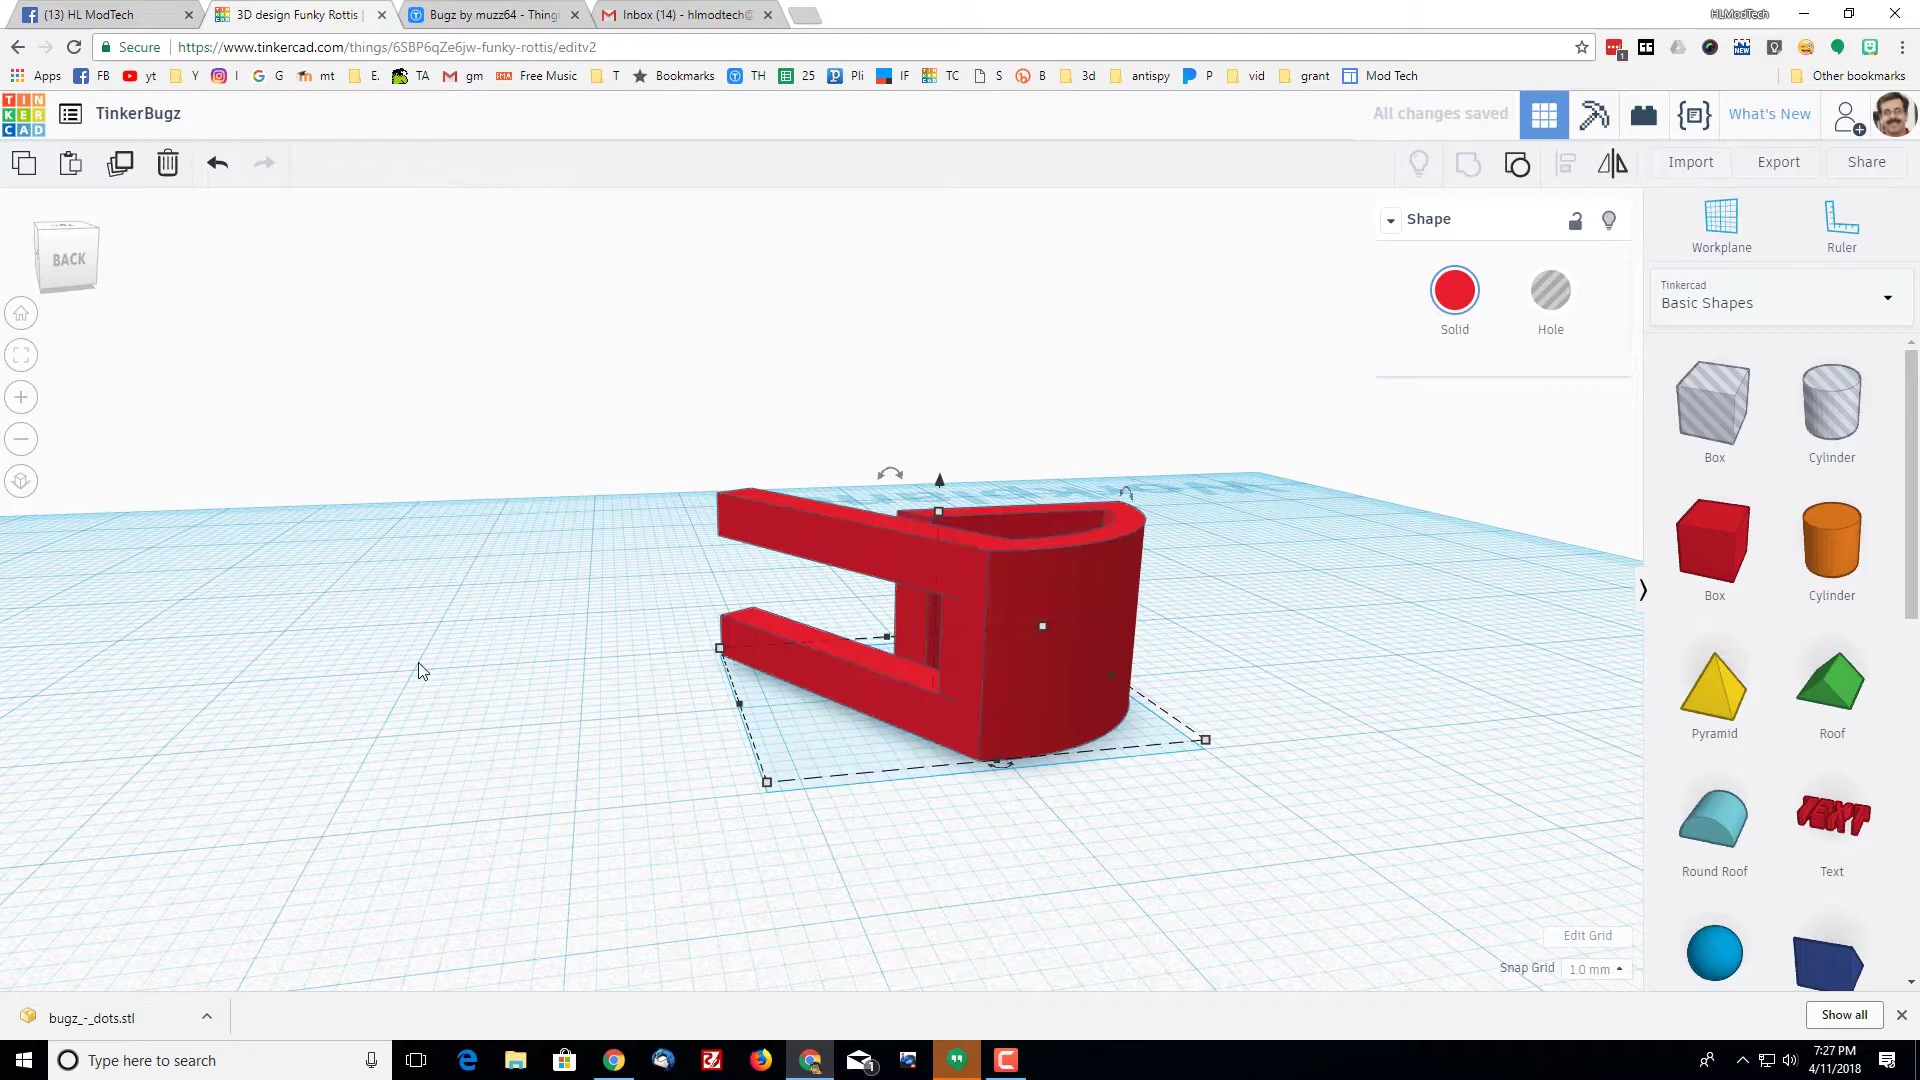 (13) HL ModTech
3D design Funky Rottis |
Bugz by muzz64 - Thing
Inbox (14) - hlmodtech@
HLModTech
Secure
https://www.tinkercad.com/things/6SBP6qZe6jw-funky-rottis/editv2
Apps FB yt Y I G mt E. TA gm Free Music T Bookmarks TH 25 Pli IF TC S B 3d antispy P vid grant Mod Tech Other bookmarks
TIN
KER
CAD
TinkerBugz
All changes saved
What's New
Import Export Share
BACK
Shape
Solid Hole
Workplane Ruler
Tinkercad
Basic Shapes
Box Cylinder
Box Cylinder
Pyramid Roof
TEXT
Round Roof Text
Edit Grid
Snap Grid 1.0 mm
bugz_-_dots.stl
Show all
Type here to search
7:27 PM
4/11/2018